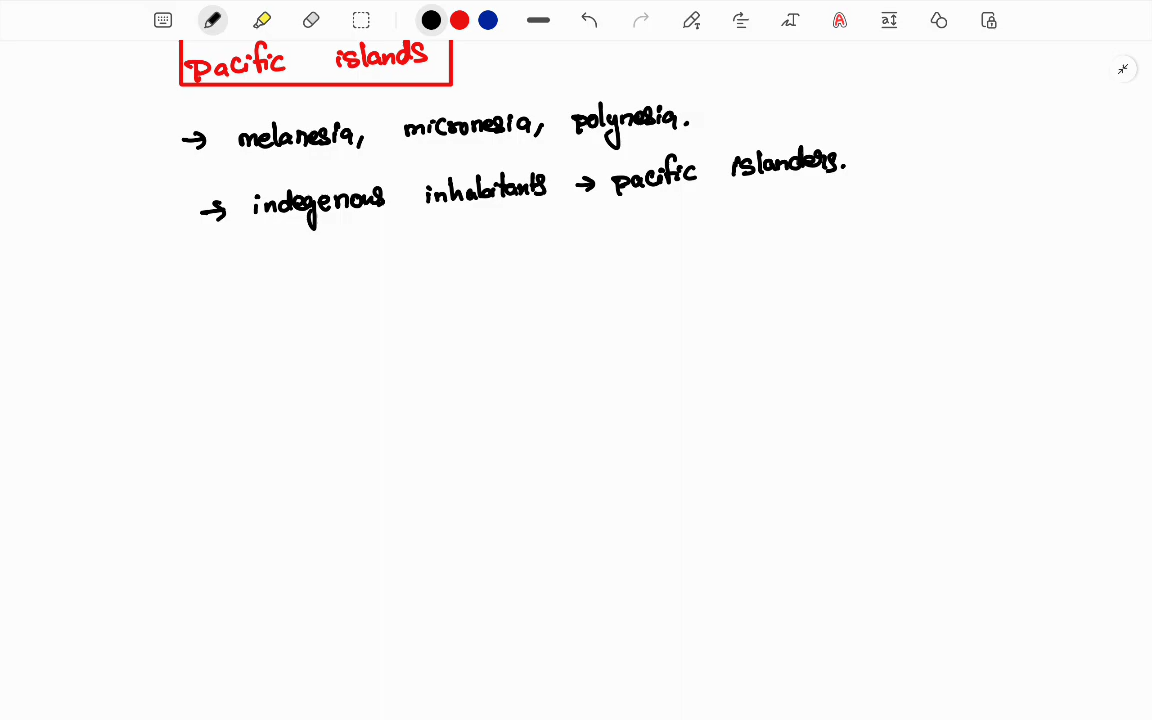 pacific islands
→ melanesia, micronesia, polynesia.
→ indegenous inhabitants → pacific islanders.